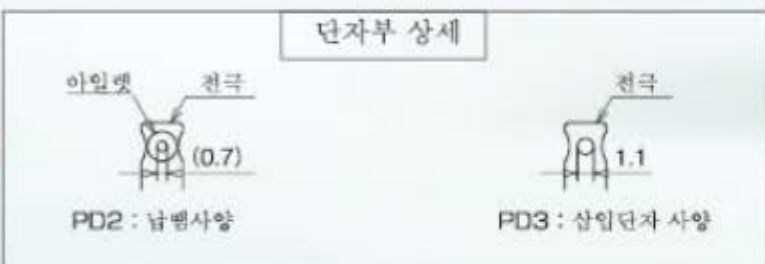 단자부 상세
아일렛 전극
(0.7)
PD2 : 납땜사양
전극
1.1
PD3 : 삽입단자 사양